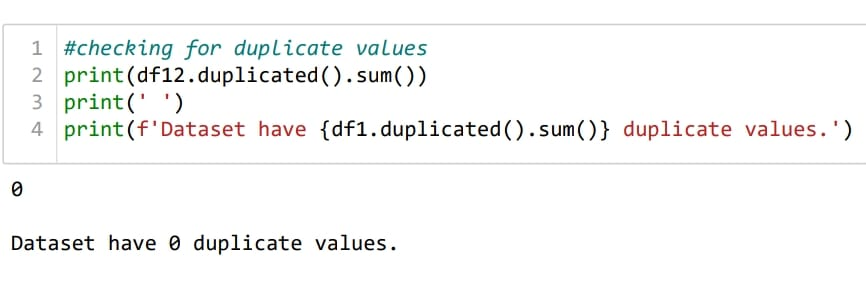 1 #checking for duplicate values
2 print(df12.duplicated().sum())
3 print(' ')
4 print(f'Dataset have {df1.duplicated().sum()} duplicate values.')
0
Dataset have 0 duplicate values.